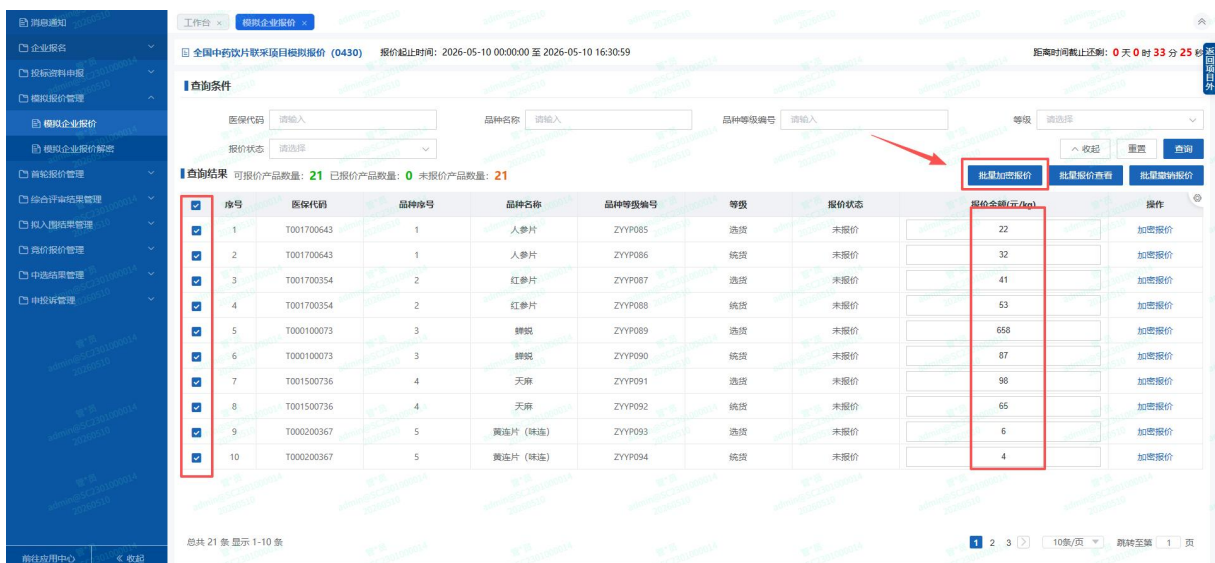 消息通知
企业报名
投标资料申报
模拟报价管理
模拟企业报价
模拟企业报价解密
首轮报价管理
综合评审结果管理
拟入围结果管理
竞价报价管理
中选结果管理
申投诉管理
前往应用中心 《 收起
工作台 × 模拟企业报价 ×
全国中药饮片联采项目模拟报价（0430） 报价起止时间：2026-05-10 00:00:00 至 2026-05-10 16:30:59 距离时间截止还剩：0 天 0 时 33 分 25 秒
返回项目外
查询条件
医保代码 请输入 品种名称 请输入 品种等级编号 请输入 等级 请选择
报价状态 请选择 收起 重置 查询
查询结果 可报价产品数量：21 已报价产品数量：0 未报价产品数量：21 批量加密报价 批量报价查看 批量撤销报价
序号 医保代码 品种序号 品种名称 品种等级编号 等级 报价状态 报价金额(元/kg) 操作
1 T001700643 1 人参片 ZYYP085 选货 未报价 22 加密报价
2 T001700643 1 人参片 ZYYP086 统货 未报价 32 加密报价
3 T001700354 2 红参片 ZYYP087 选货 未报价 41 加密报价
4 T001700354 2 红参片 ZYYP088 统货 未报价 53 加密报价
5 T000100073 3 蝉蜕 ZYYP089 选货 未报价 658 加密报价
6 T000100073 3 蝉蜕 ZYYP090 统货 未报价 87 加密报价
7 T001500736 4 天麻 ZYYP091 选货 未报价 98 加密报价
8 T001500736 4 天麻 ZYYP092 统货 未报价 65 加密报价
9 T000200367 5 黄连片（味连） ZYYP093 选货 未报价 6 加密报价
10 T000200367 5 黄连片（味连） ZYYP094 统货 未报价 4 加密报价
总共 21 条 显示 1-10 条 1 2 3 > 10条/页 跳转至第 1 页